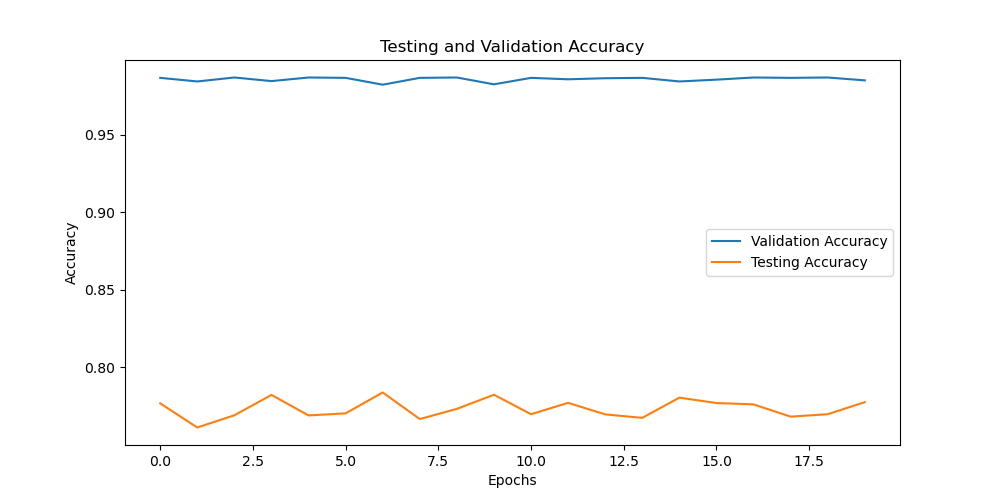 Testing and Validation Accuracy
0.95
0.90
0.85
0.80
Accuracy
Validation Accuracy
Testing Accuracy
0.0 2.5 5.0 7.5 10.0 12.5 15.0 17.5
Epochs